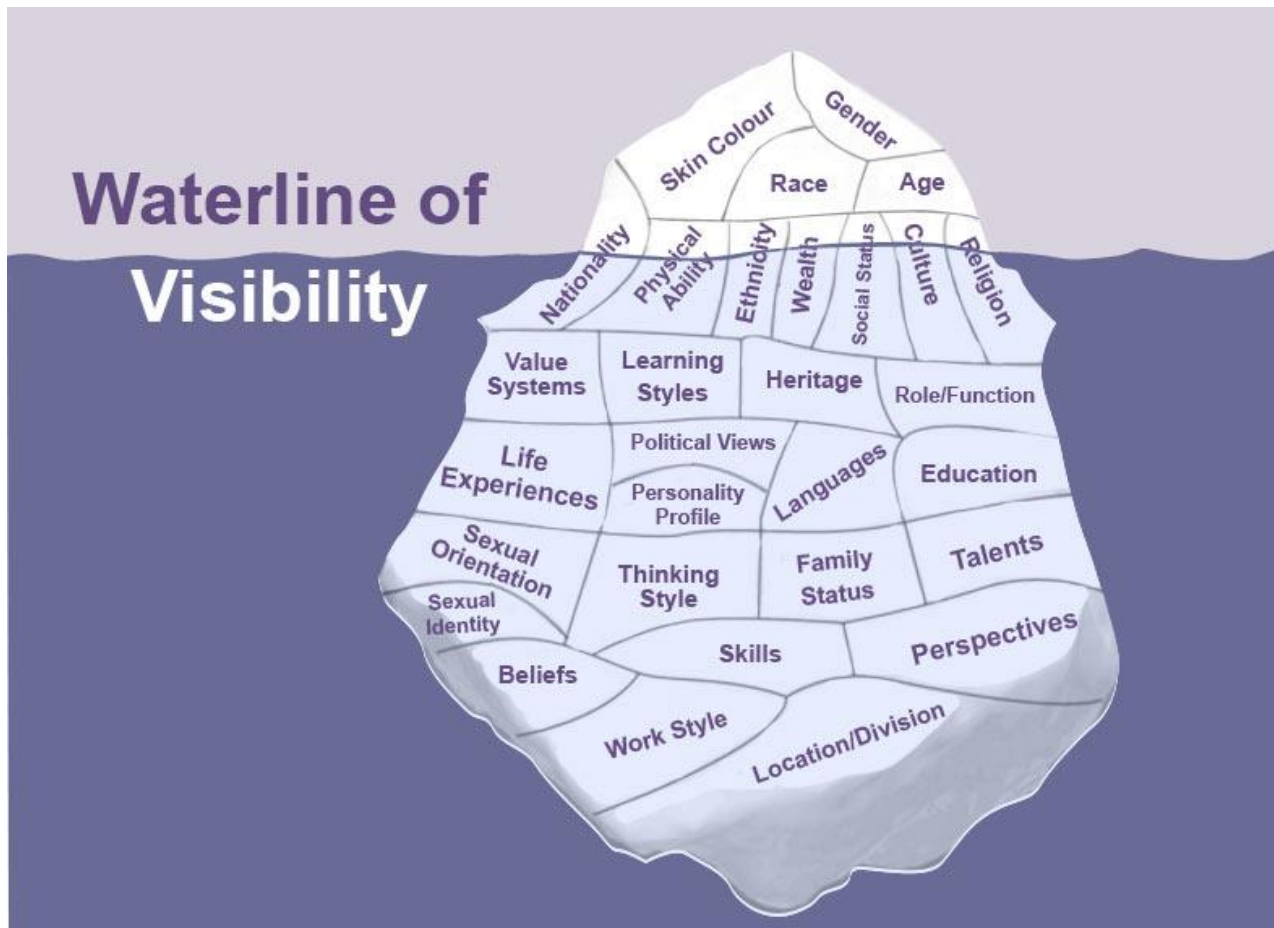 Waterline of
Visibility
Skin Colour
Gender
Race
Age
Nationality
Physical
Ability
Ethnicity
Wealth
Social Status
Culture
Religion
Value
Systems
Learning
Styles
Heritage
Role/Function
Life
Experiences
Political Views
Personality
Profile
Languages
Education
Sexual
Orientation
Sexual
Identity
Thinking
Style
Family
Status
Talents
Beliefs
Skills
Perspectives
Work Style
Location/Division